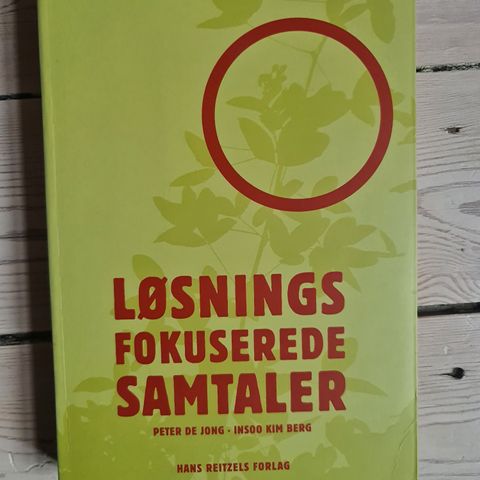 LØSNINGS
FOKUSEREDE
SAMTALER
PETER DE JONG · INSOO KIM BERG
HANS REITZELS FORLAG